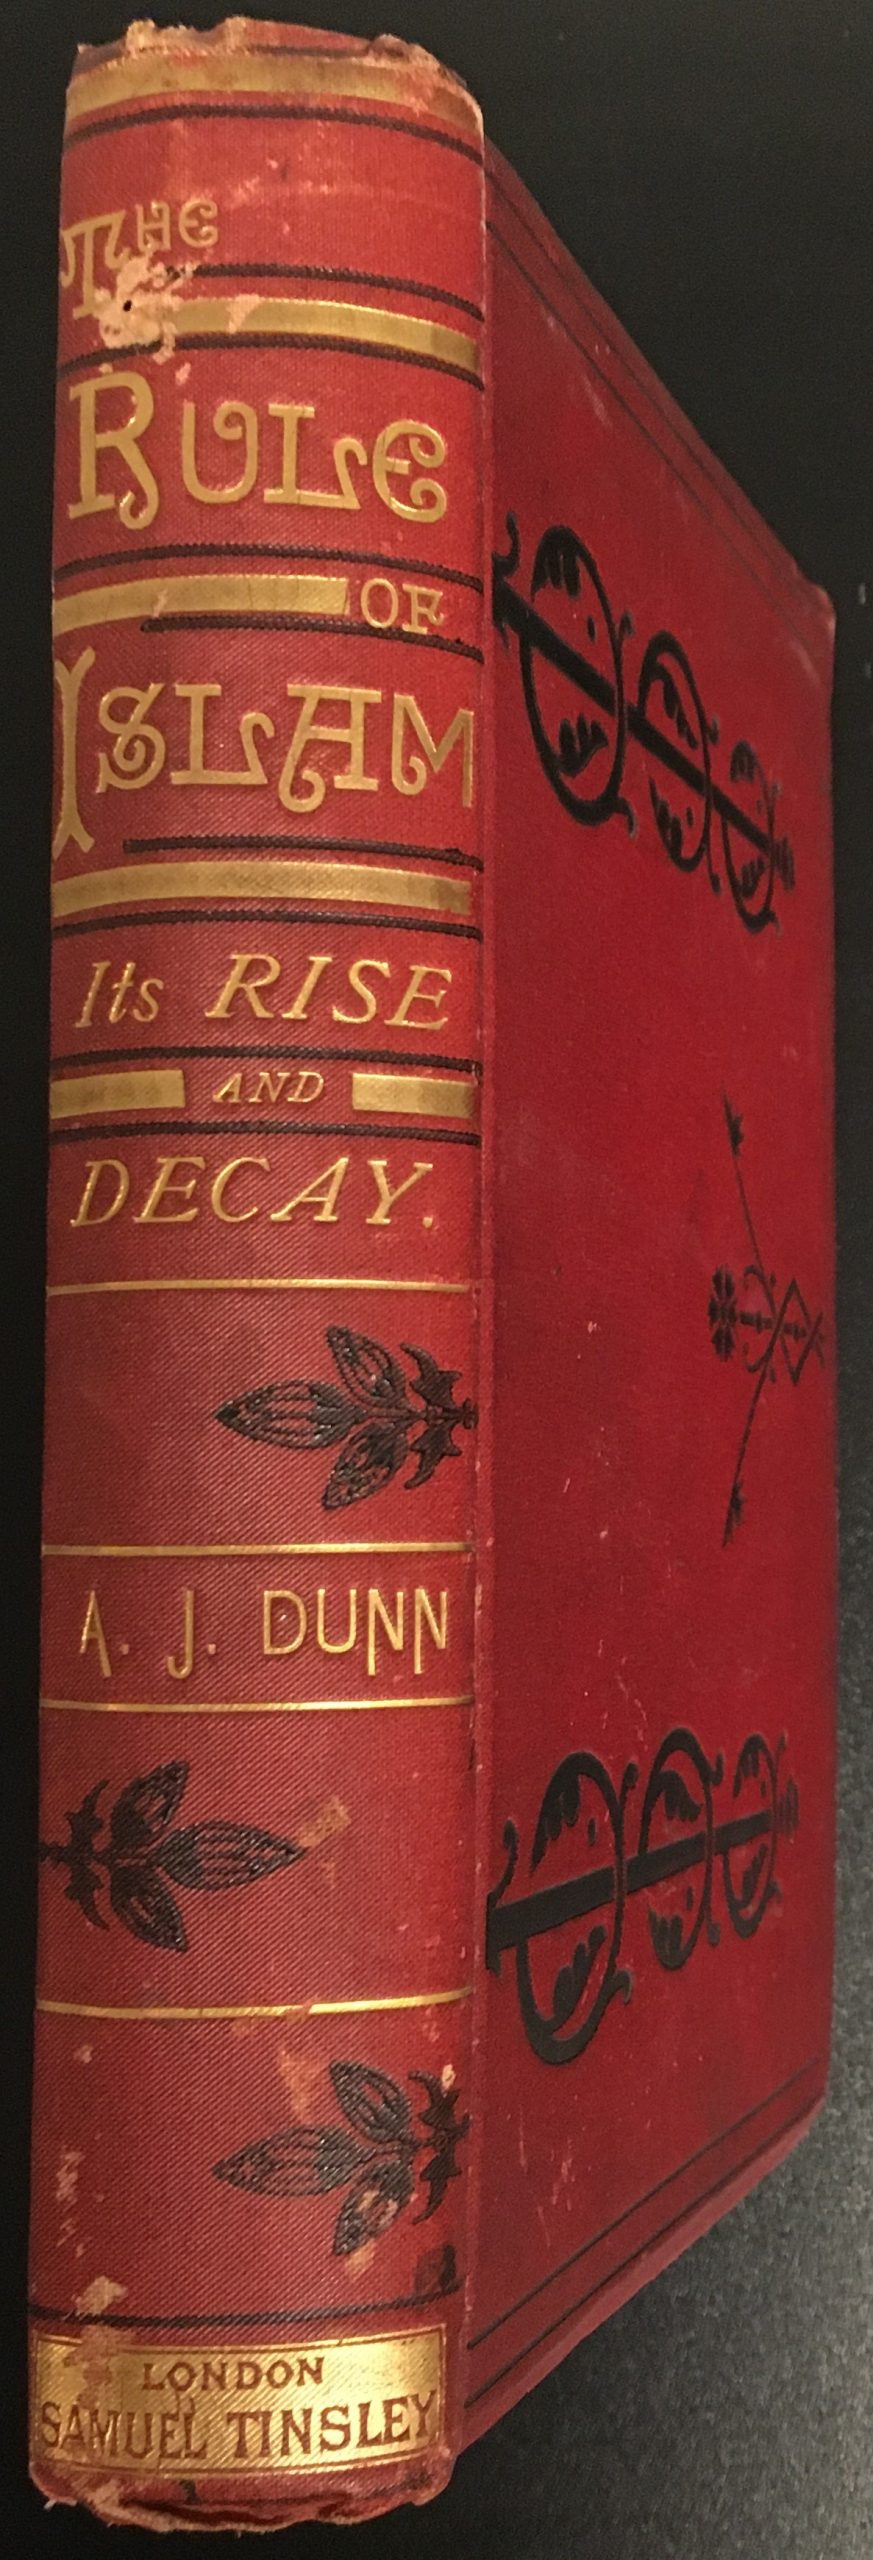 THE
RULE
OF
ISLAM
Its RISE
AND
DECAY.
A. J. DUNN
LONDON
SAMUEL TINSLEY